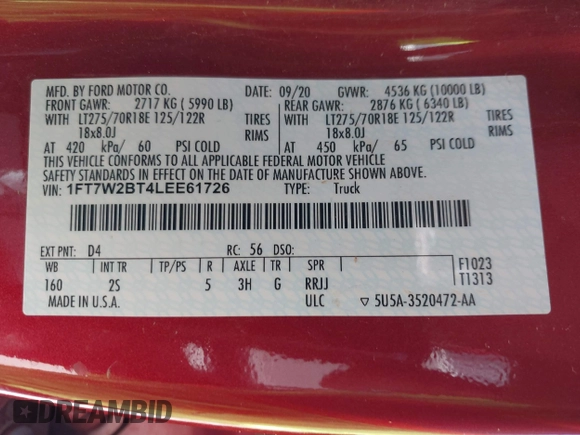 MFD. BY FORD MOTOR CO. DATE: 09/20 GVWR: 4536 KG (10000 LB)
FRONT GAWR: 2717 KG ( 5990 LB) REAR GAWR: 2876 KG ( 6340 LB)
WITH LT275/70R18E 125/122R TIRES WITH LT275/70R18E 125/122R TIRES
18x8.0J RIMS 18x8.0J RIMS
AT 420 kPa/ 60 PSI COLD AT 450 kPa/ 65 PSI COLD
THIS VEHICLE CONFORMS TO ALL APPLICABLE FEDERAL MOTOR VEHICLE
SAFETY STANDARDS IN EFFECT ON THE DATE OF MANUFACTURE SHOWN ABOVE.
VIN: 1FT7W2BT4LEE61726 TYPE: Truck
EXT PNT: D4 RC: 56 DSO:
WB INT TR TP/PS R AXLE TR SPR
160 2S 5 3H G RRJJ
F1023
T1313
MADE IN U.S.A. ULC ▽ 5U5A-3520472-AA
DREAMBID